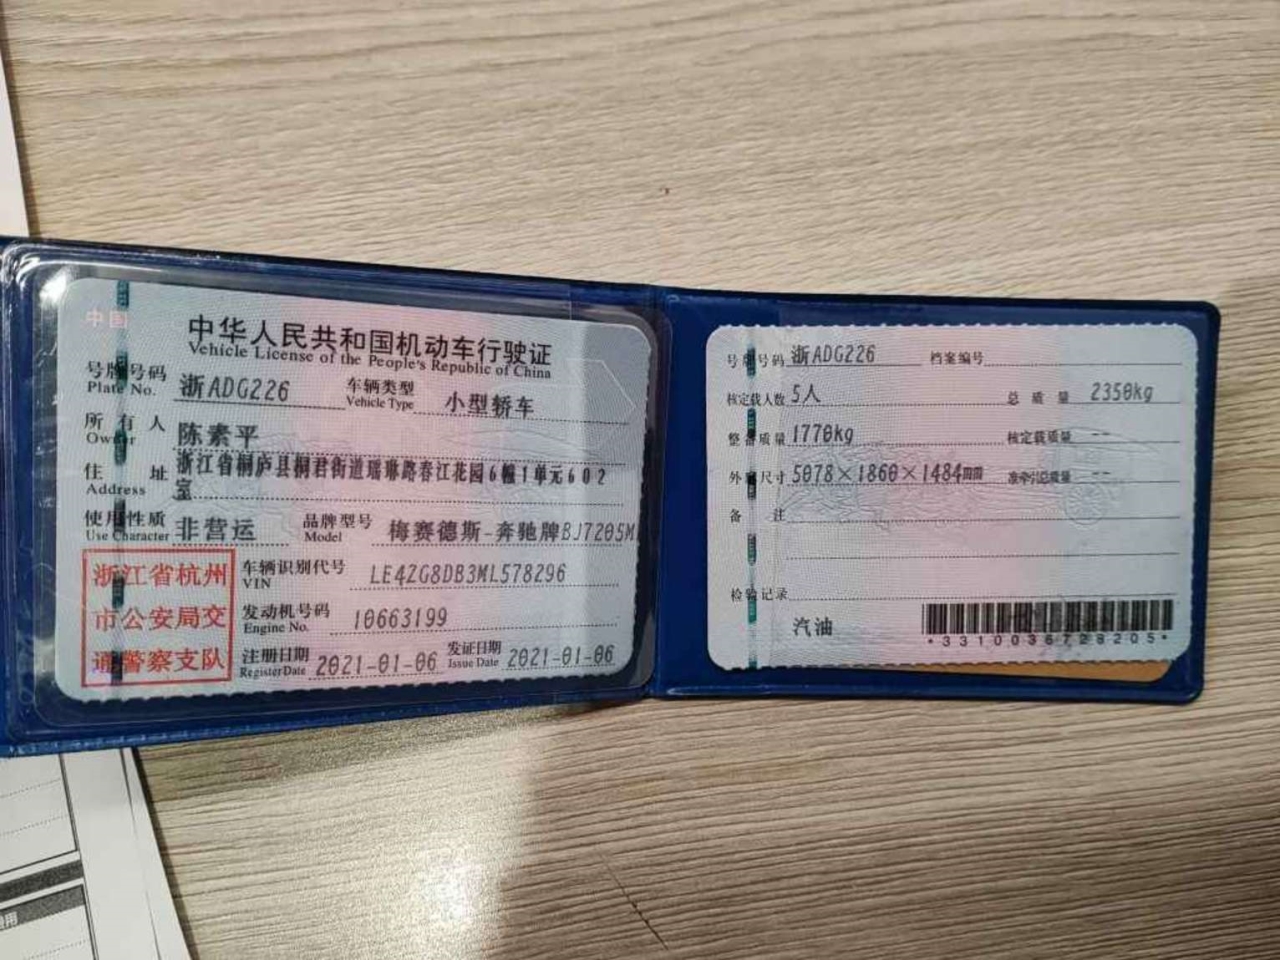 中国
中华人民共和国机动车行驶证
Vehicle License of the People's Republic of China
号牌号码 浙ADG226 车辆类型 小型轿车
Plate No. Vehicle Type
所有人 陈素平
Owner
住址 浙江省桐庐县桐君街道瑶琳路春江花园6幢1单元602
Address 室
使用性质 非营运 品牌型号 梅赛德斯-奔驰牌BJ7205M
Use Character Model
浙江省杭州
市公安局交
通警察支队
车辆识别代号 LE4ZG8DB3ML578296
VIN
发动机号码 10663199
Engine No.
注册日期 2021-01-06 发证日期 2021-01-06
Register Date Issue Date
号牌号码 浙ADG226 档案编号
核定载人数 5人 总质量 2350kg
整备质量 1770kg 核定载质量 --
外廓尺寸 5078×1860×1484mm 准牵引总质量 --
备注
检验记录
汽油
*3310036728205*
用